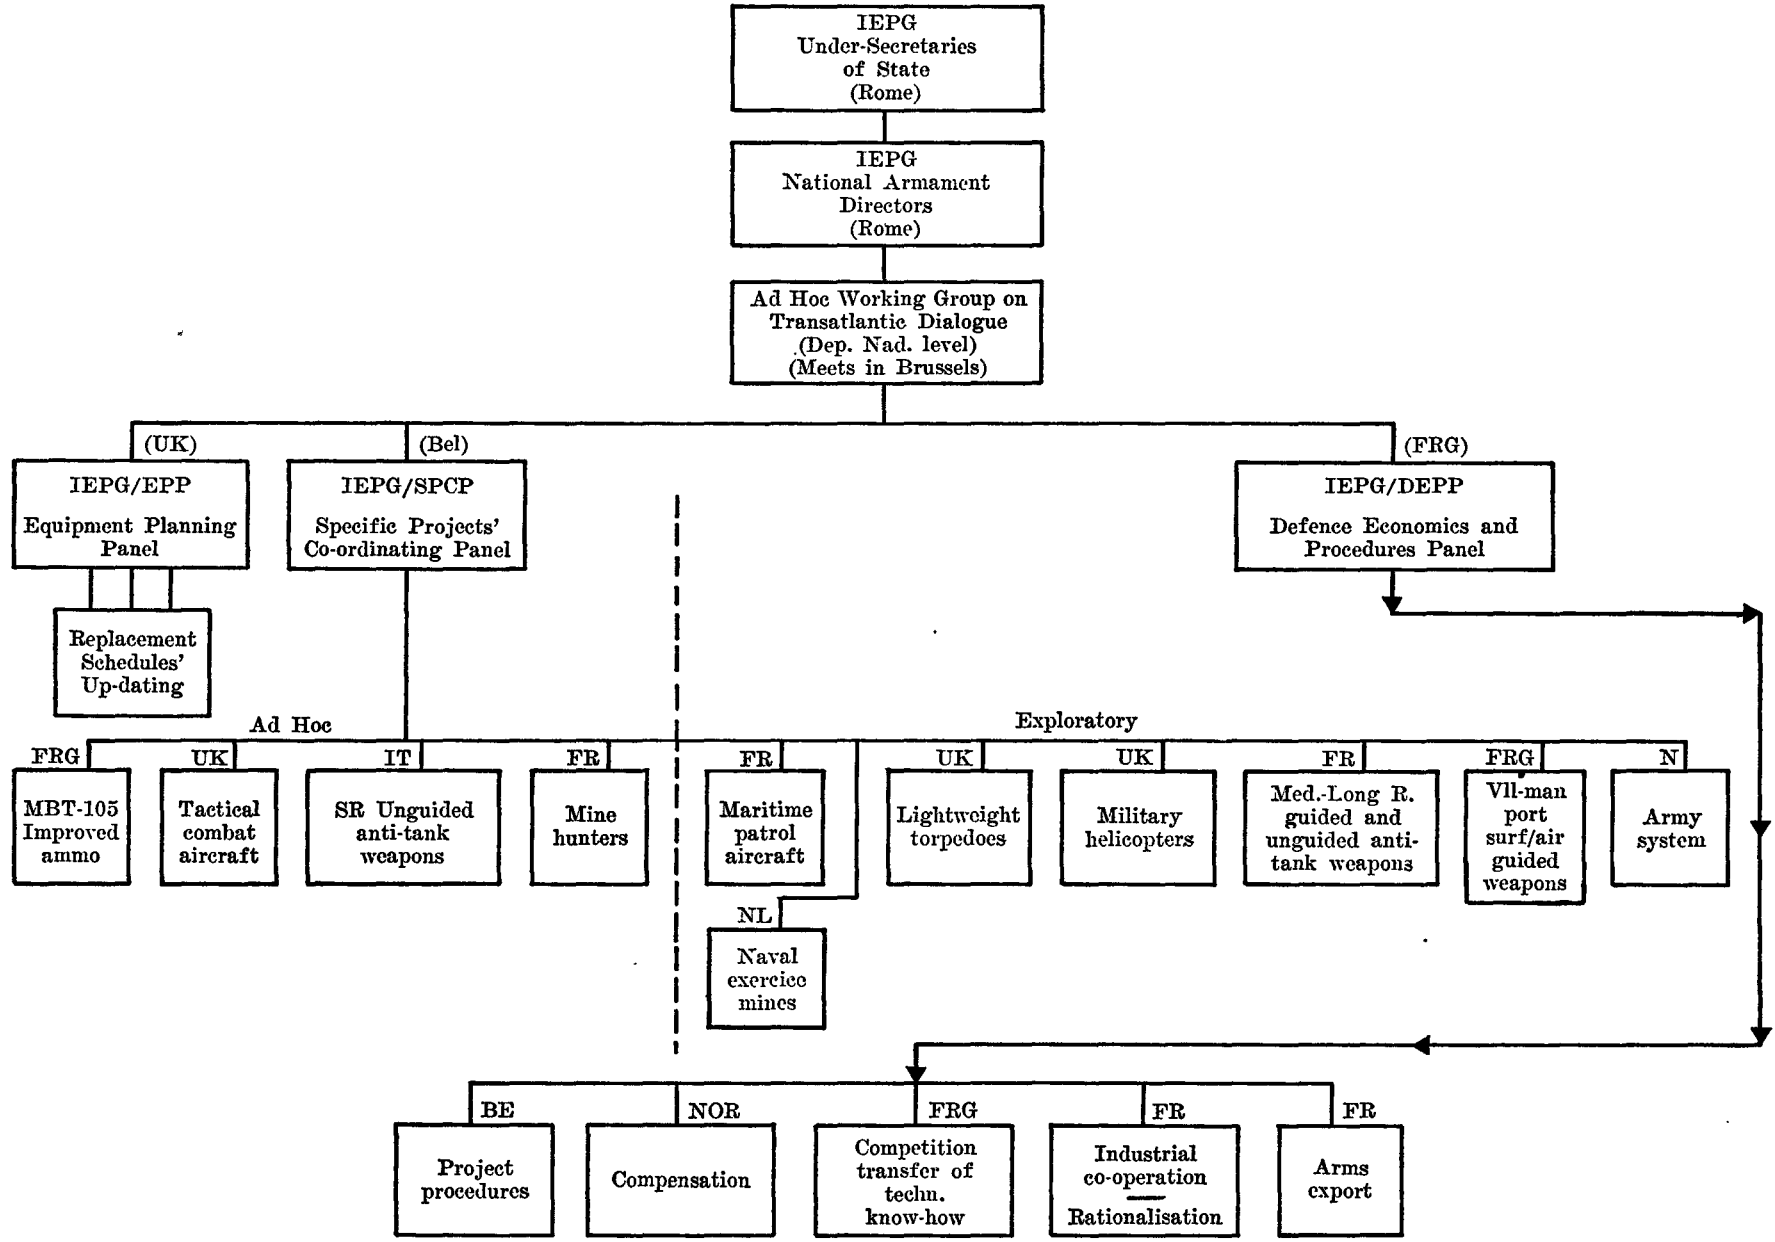 IEPG
Under-Secretaries
of State
(Rome)
IEPG
National Armament
Directors
(Rome)
Ad Hoc Working Group on
Transatlantic Dialogue
(Dep. Nad. level)
(Meets in Brussels)
(UK)
IEPG/EPP
Equipment Planning
Panel
(Bel)
IEPG/SPCP
Specific Projects'
Co-ordinating Panel
(FRG)
IEPG/DEPP
Defence Economics and
Procedures Panel
Replacement
Schedules'
Up-dating
Ad Hoc
Exploratory
FRG
MBT-105
Improved
ammo
UK
Tactical
combat
aircraft
IT
SR Unguided
anti-tank
weapons
FR
Mine
hunters
FR
Maritime
patrol
aircraft
UK
Lightweight
torpedoes
UK
Military
helicopters
FR
Med.-Long R.
guided and
unguided anti-
tank weapons
FRG
Vll-man
port
surf/air
guided
weapons
N
Army
system
NL
Naval
exercice
mines
BE
Project
procedures
NOR
Compensation
FRG
Competition
transfer of
techn.
know-how
FR
Industrial
co-operation
Rationalisation
FR
Arms
export